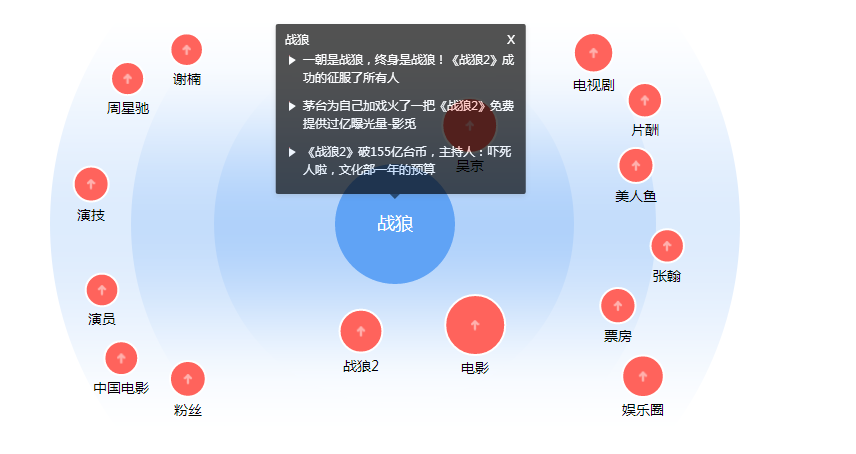 战狼 X
一朝是战狼，终身是战狼！《战狼2》成
功的征服了所有人
茅台为自己加戏火了一把《战狼2》免费
提供过亿曝光量-影觅
《战狼2》破155亿台币，主持人：吓死
人啦，文化部一年的预算
谢楠
周星驰
电视剧
片酬
吴京
美人鱼
演技
战狼
张翰
演员
票房
战狼2
电影
中国电影
粉丝
娱乐圈